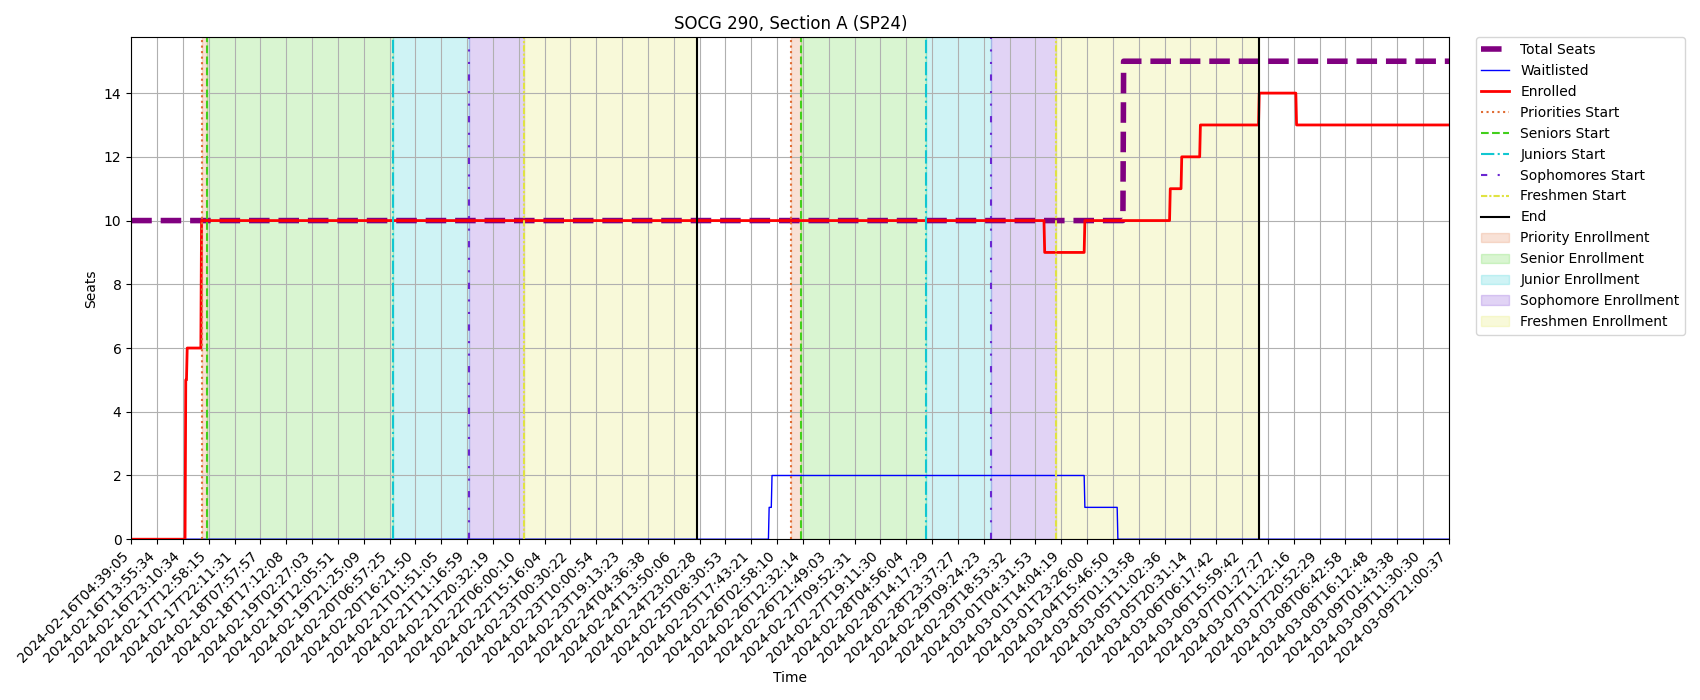 SOCG 290, Section A (SP24)
Seats
14
12
10
8
6
4
2
0
2024-02-16T04:39:05
2024-02-16T13:55:34
2024-02-16T23:10:34
2024-02-17T12:58:15
2024-02-17T22:11:31
2024-02-18T07:57:57
2024-02-18T17:12:08
2024-02-19T02:27:03
2024-02-19T12:05:51
2024-02-19T21:25:09
2024-02-20T06:57:25
2024-02-20T16:21:50
2024-02-21T01:51:05
2024-02-21T11:16:59
2024-02-21T20:32:19
2024-02-22T06:00:10
2024-02-22T15:16:04
2024-02-23T00:30:22
2024-02-23T10:00:54
2024-02-23T19:13:23
2024-02-24T04:36:38
2024-02-24T13:50:06
2024-02-24T23:02:28
2024-02-25T08:30:53
2024-02-25T17:43:21
2024-02-26T02:58:10
2024-02-26T12:32:14
2024-02-26T21:49:03
2024-02-27T09:52:31
2024-02-27T19:11:30
2024-02-28T04:56:04
2024-02-28T14:17:29
2024-02-28T23:37:27
2024-02-29T09:24:23
2024-02-29T18:53:32
2024-03-01T04:31:53
2024-03-01T14:04:19
2024-03-01T23:26:00
2024-03-04T15:46:50
2024-03-05T01:13:58
2024-03-05T11:02:36
2024-03-05T20:31:14
2024-03-06T06:17:42
2024-03-06T15:59:42
2024-03-07T01:27:27
2024-03-07T11:22:16
2024-03-07T20:52:29
2024-03-08T06:42:58
2024-03-08T16:12:48
2024-03-09T01:43:38
2024-03-09T11:30:30
2024-03-09T21:00:37
Time
Total Seats
Waitlisted
Enrolled
Priorities Start
Seniors Start
Juniors Start
Sophomores Start
Freshmen Start
End
Priority Enrollment
Senior Enrollment
Junior Enrollment
Sophomore Enrollment
Freshmen Enrollment